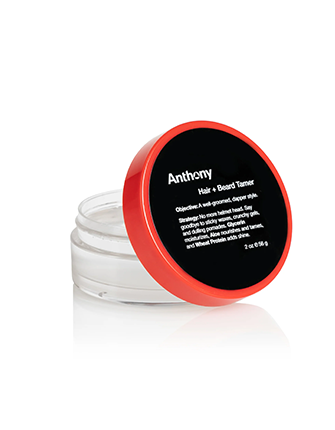 Anthony
Hair + Beard Tamer
Objective: A well-groomed, dapper style.
Strategy: No more helmet head. Say
goodbye to sticky waxes, crunchy gels,
and dulling pomades. Glycerin
moisturizes, Aloe nourishes and tames,
and Wheat Protein adds shine.
2 oz ℮ 56 g